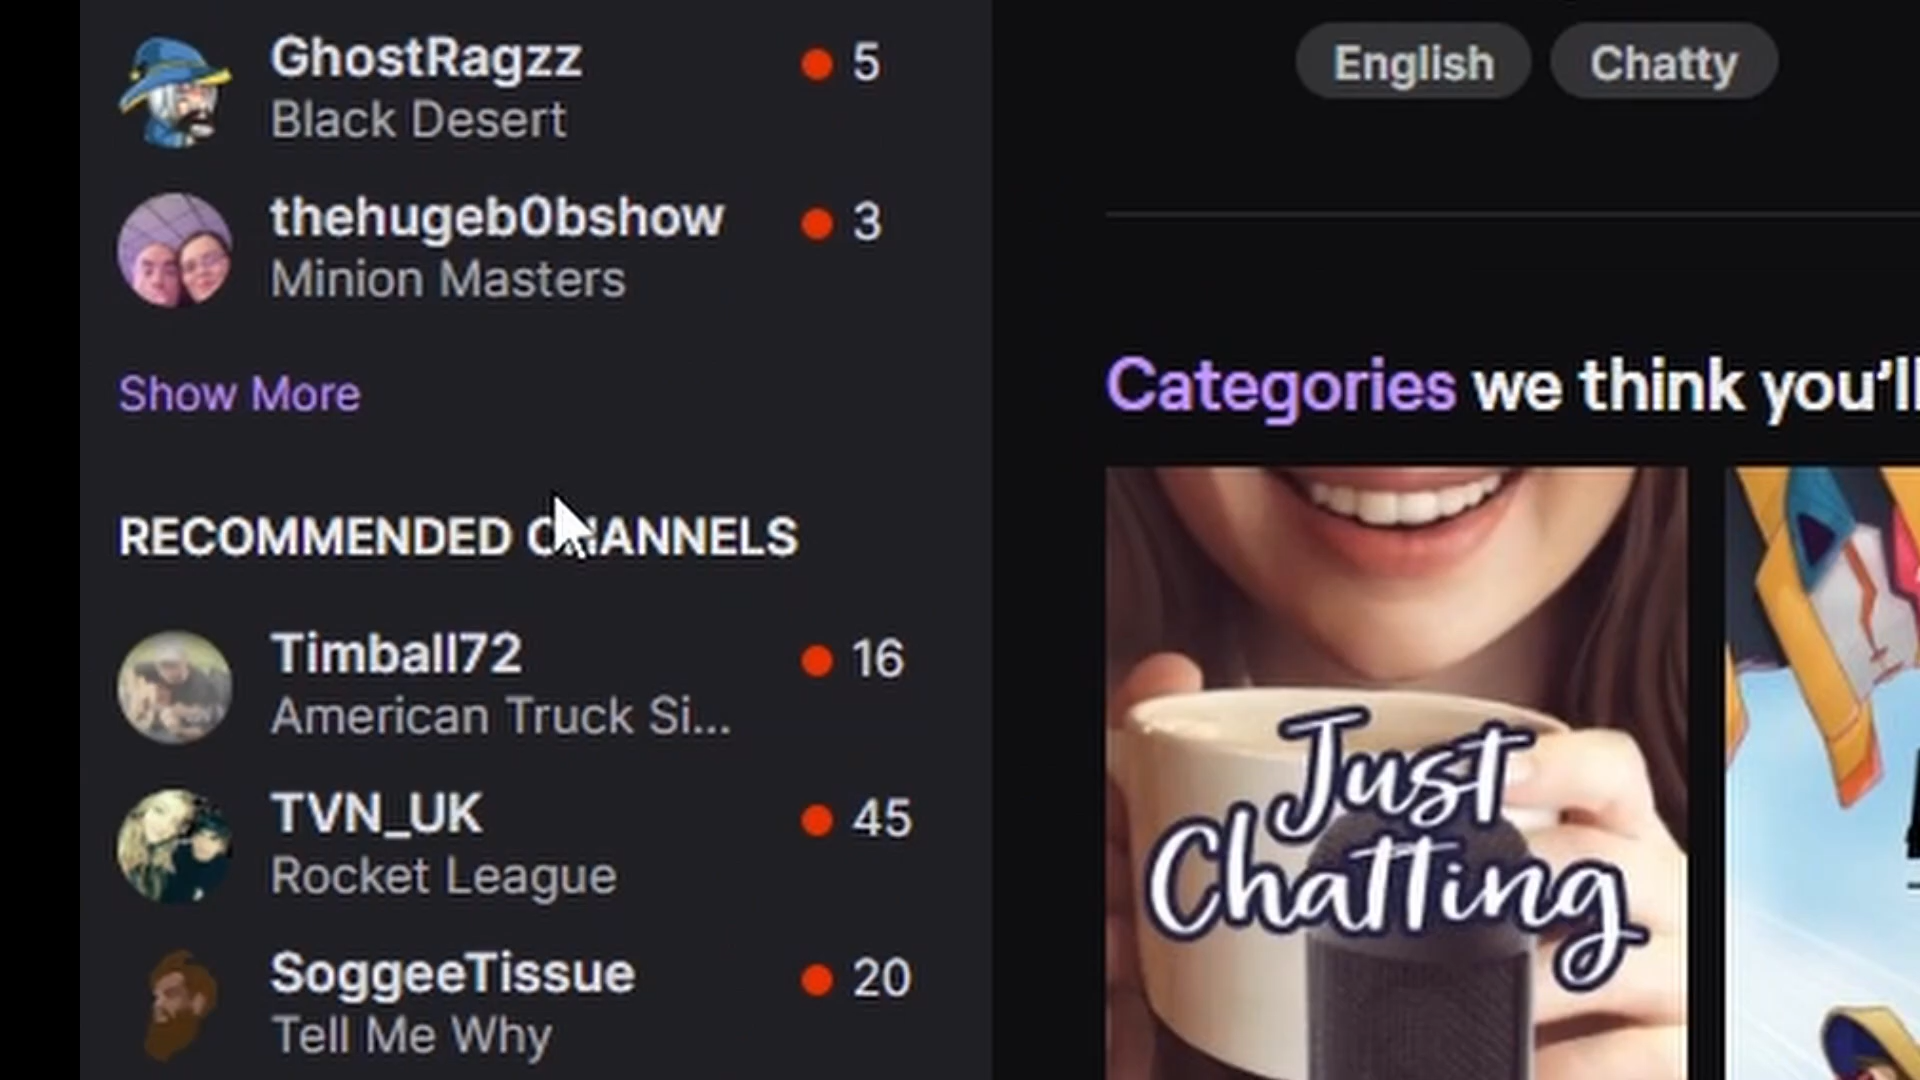 GhostRagzz
5
Black Desert
thehugeb0bshow
3
Minion Masters
Show More
RECOMMENDED CHANNELS
Timball72
16
American Truck Si...
TVN_UK
45
Rocket League
SoggeeTissue
20
Tell Me Why
English
Chatty
Categories we think you'll
Just
Chatting